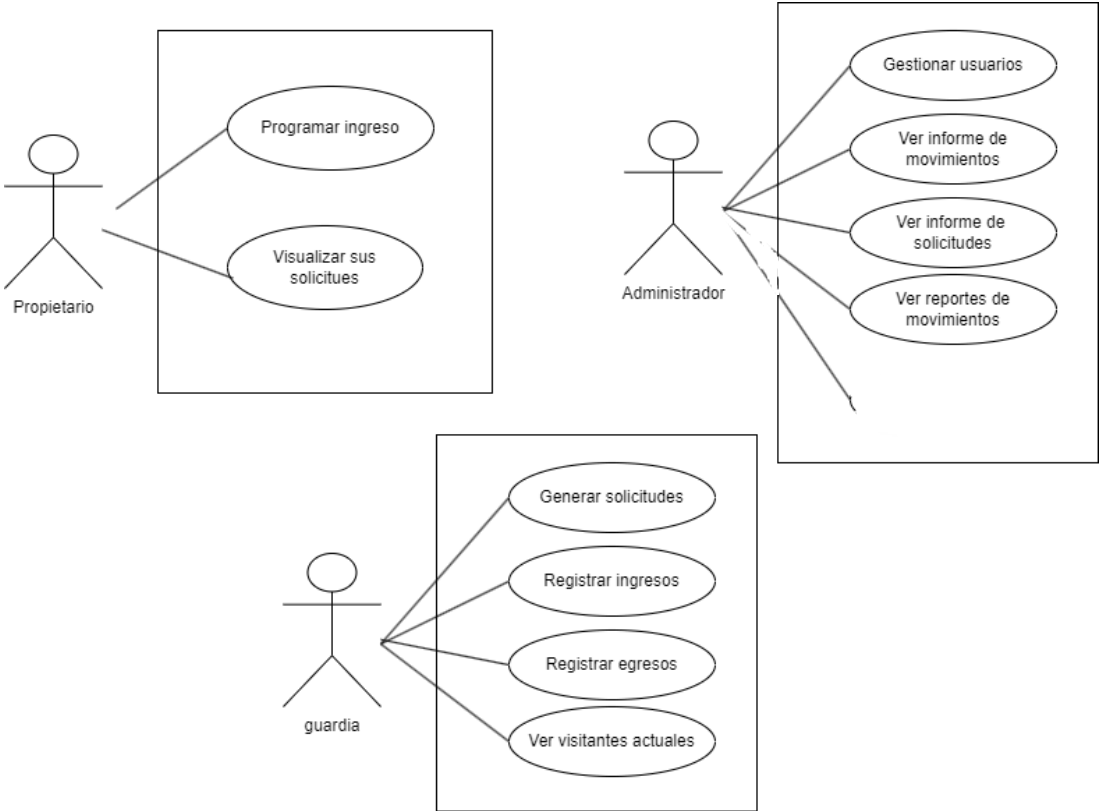 Programar ingreso
Visualizar sus
solicitues
Propietario
Gestionar usuarios
Ver informe de
movimientos
Ver informe de
solicitudes
Ver reportes de
movimientos
Administrador
Generar solicitudes
Registrar ingresos
Registrar egresos
Ver visitantes actuales
guardia